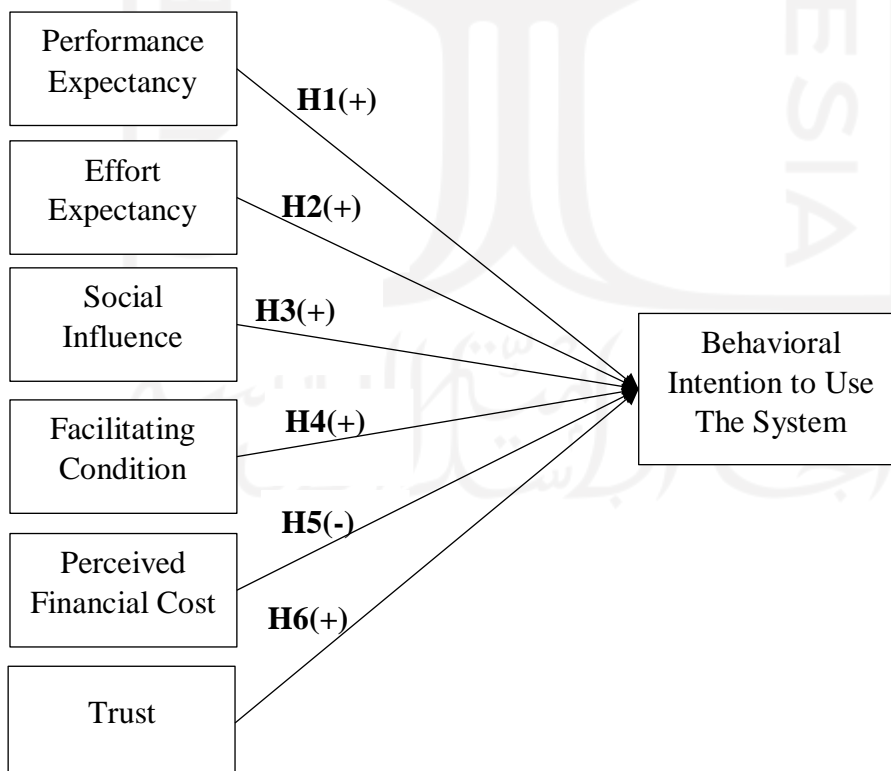 Performance
Expectancy
H1(+)
Effort
Expectancy
H2(+)
Social
Influence
H3(+)
Behavioral
Intention to Use
The System
Facilitating
Condition
H4(+)
Perceived
Financial Cost
H5(-)
Trust
H6(+)
ESIA